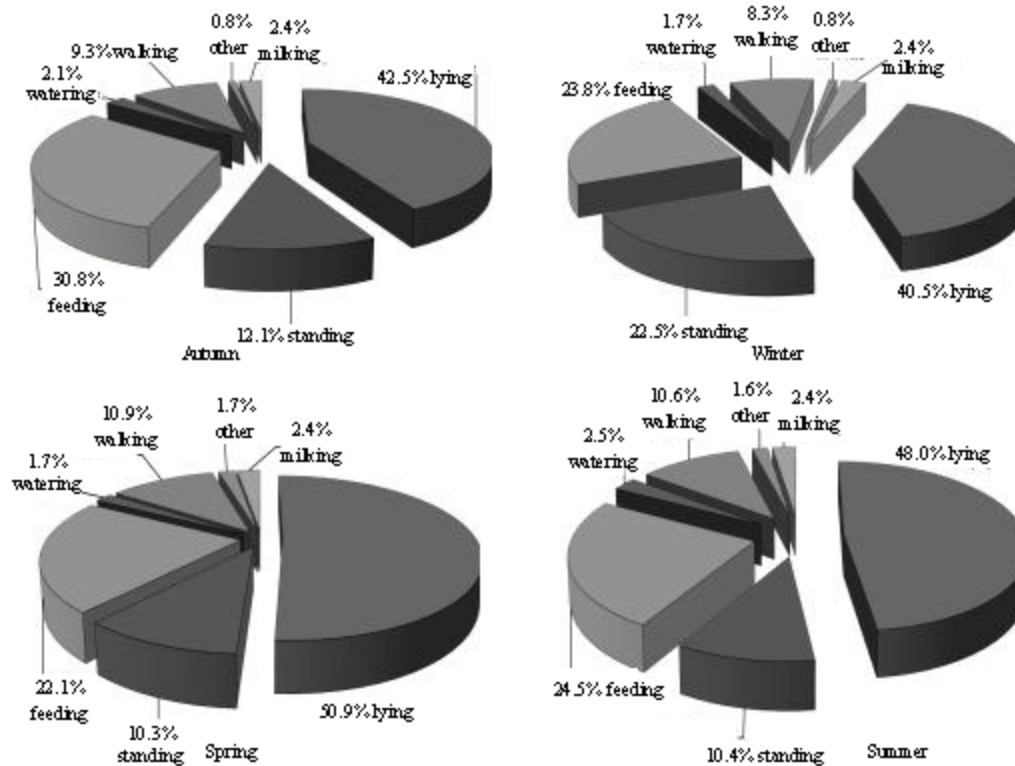 0.8%
other
2.4%
milking
9.3% walking
2.1%
watering
42.5% lying
30.8%
feeding
12.1% standing
Autumn
1.7%
watering
8.3%
walking
0.8%
other
2.4%
milking
23.8% feeding
40.5% lying
22.5% standing
Winter
10.9%
walking
1.7%
other
2.4%
milking
1.7%
watering
22.1%
feeding
10.3%
standing
50.9% lying
Spring
10.6%
walking
1.6%
other
2.4%
milking
2.5%
watering
48.0% lying
24.5% feeding
10.4% standing
Summer